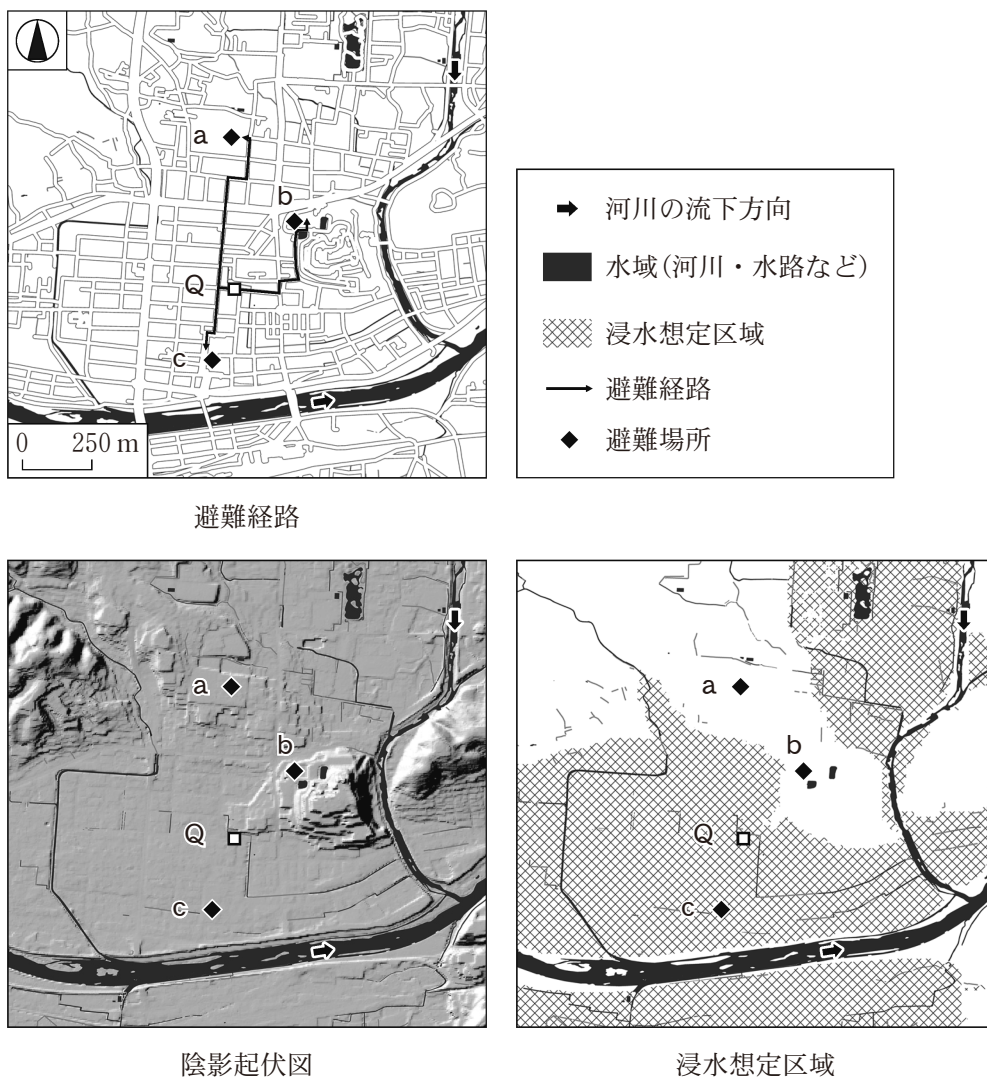 a
b
Q
c
0 250 m
避難経路
河川の流下方向
水域(河川・水路など)
浸水想定区域
避難経路
避難場所
a
b
Q
c
陰影起伏図
a
b
Q
c
浸水想定区域